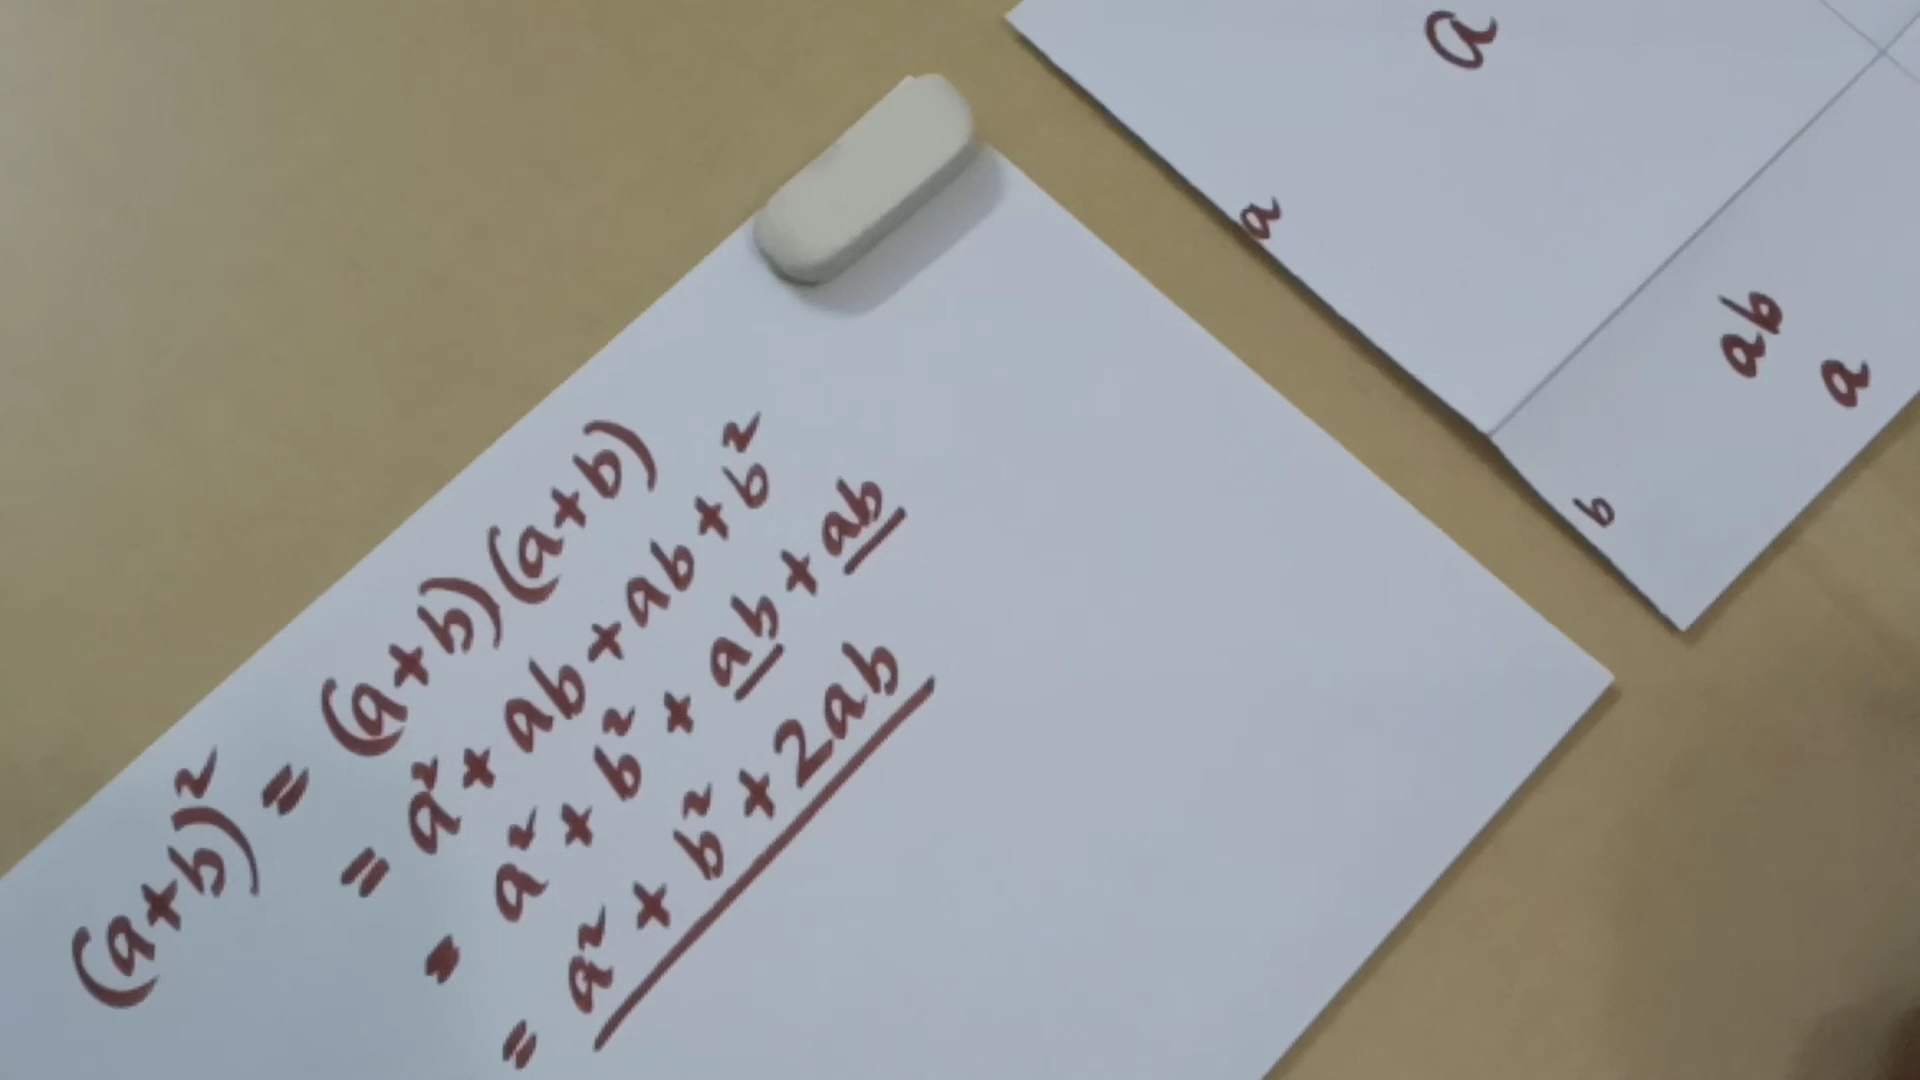 (a+b)² = (a+b)(a+b)
= a² + ab + ab + b²
= a² + b² + ab + ab
= a² + b² + 2ab
a
a
ab
a
b